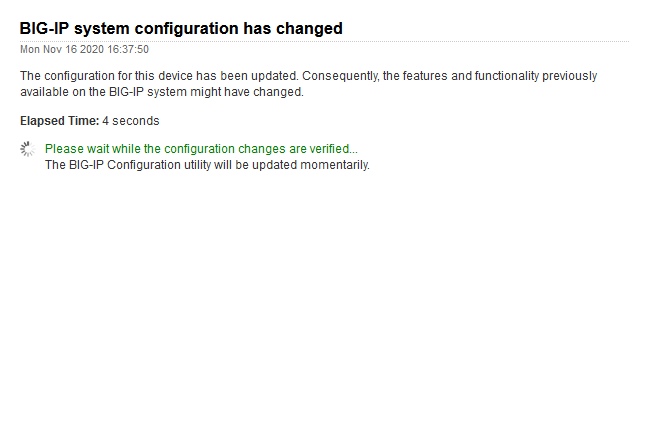 BIG-IP system configuration has changed
Mon Nov 16 2020 16:37:50
The configuration for this device has been updated. Consequently, the features and functionality previously
available on the BIG-IP system might have changed.
Elapsed Time: 4 seconds
Please wait while the configuration changes are verified...
The BIG-IP Configuration utility will be updated momentarily.